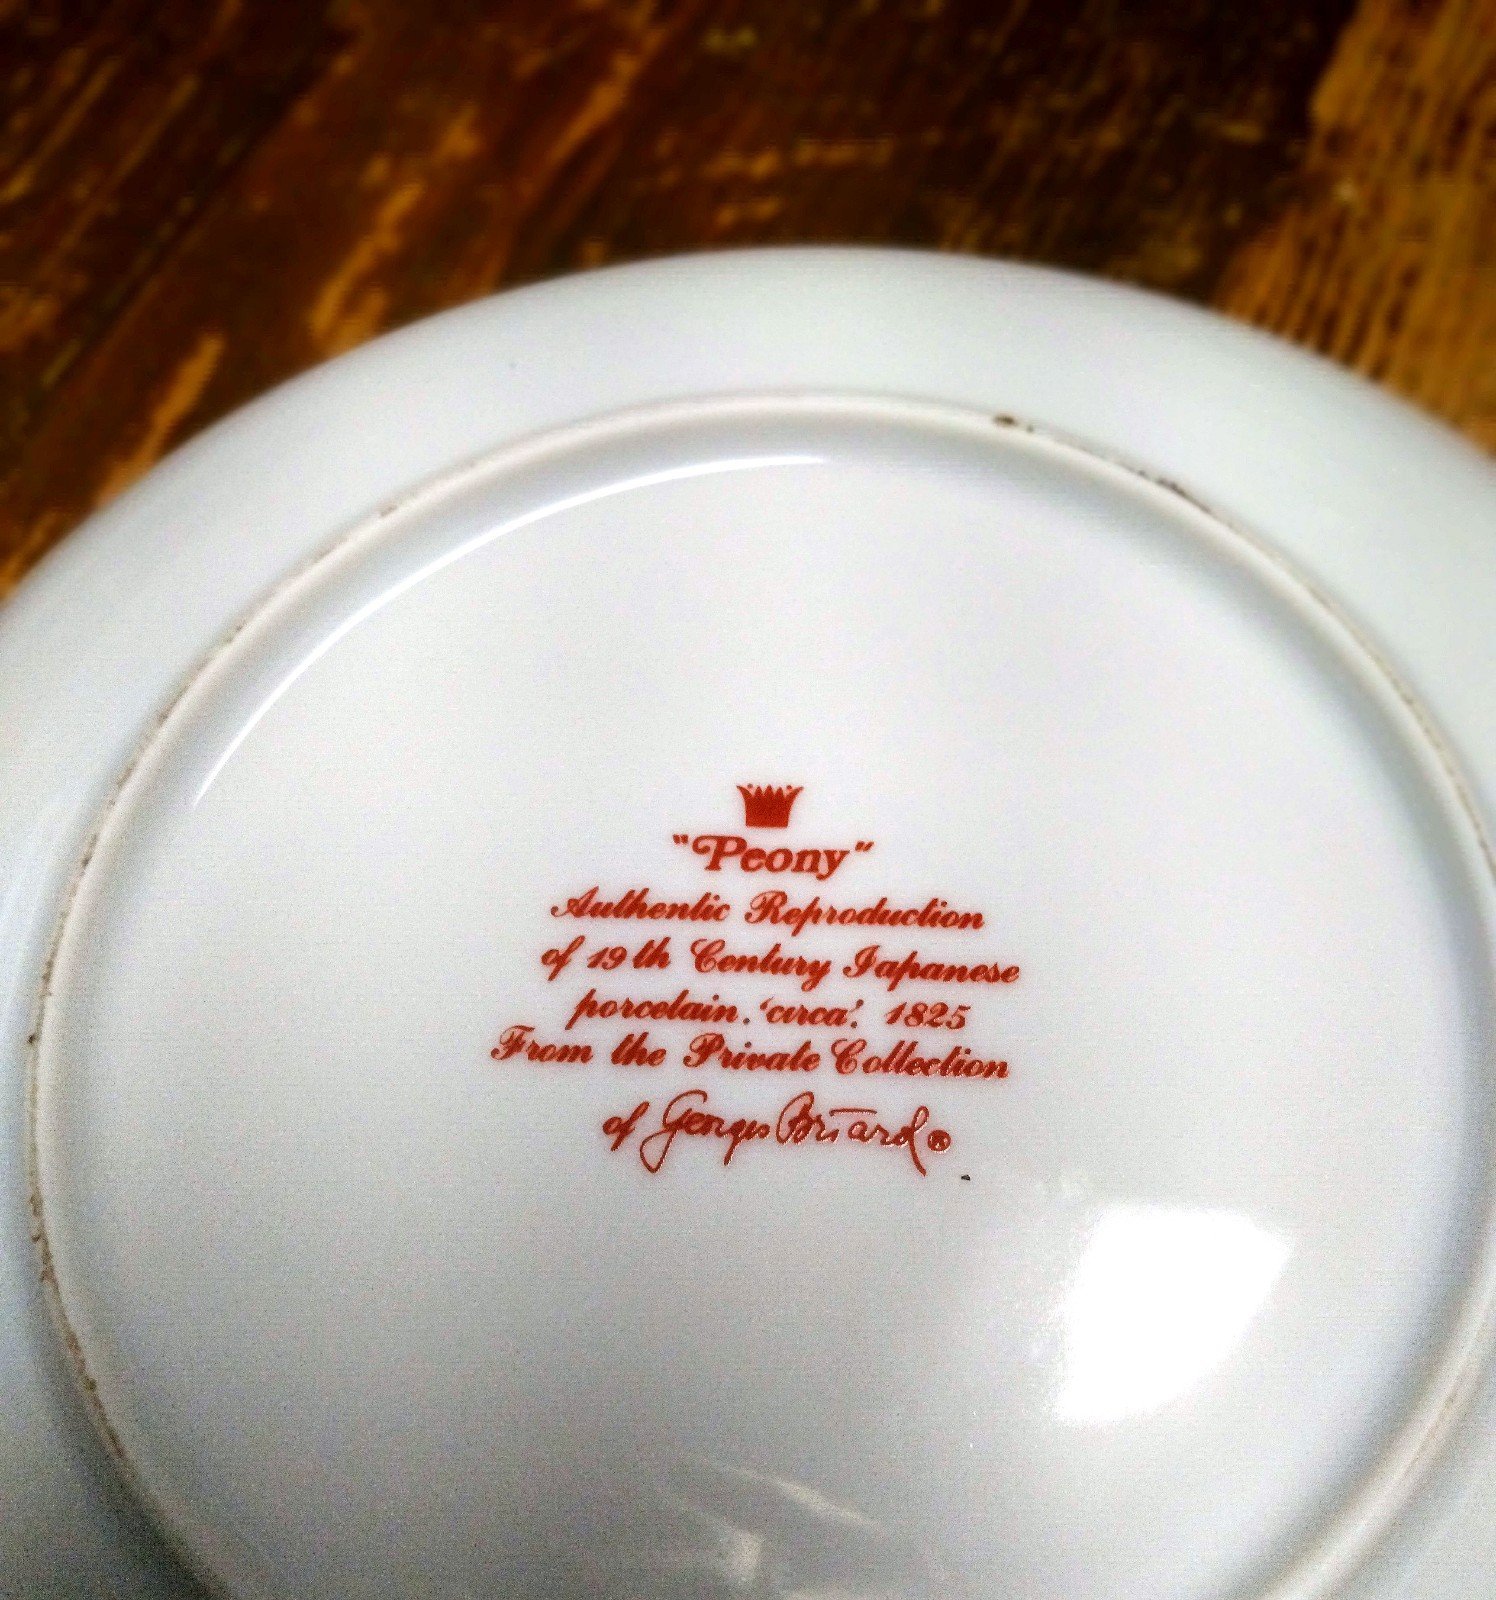 "Peony"
Authentic Reproduction
of 19th Century Japanese
porcelain. 'circa'. 1825
From the Private Collection
of Georges Briard®